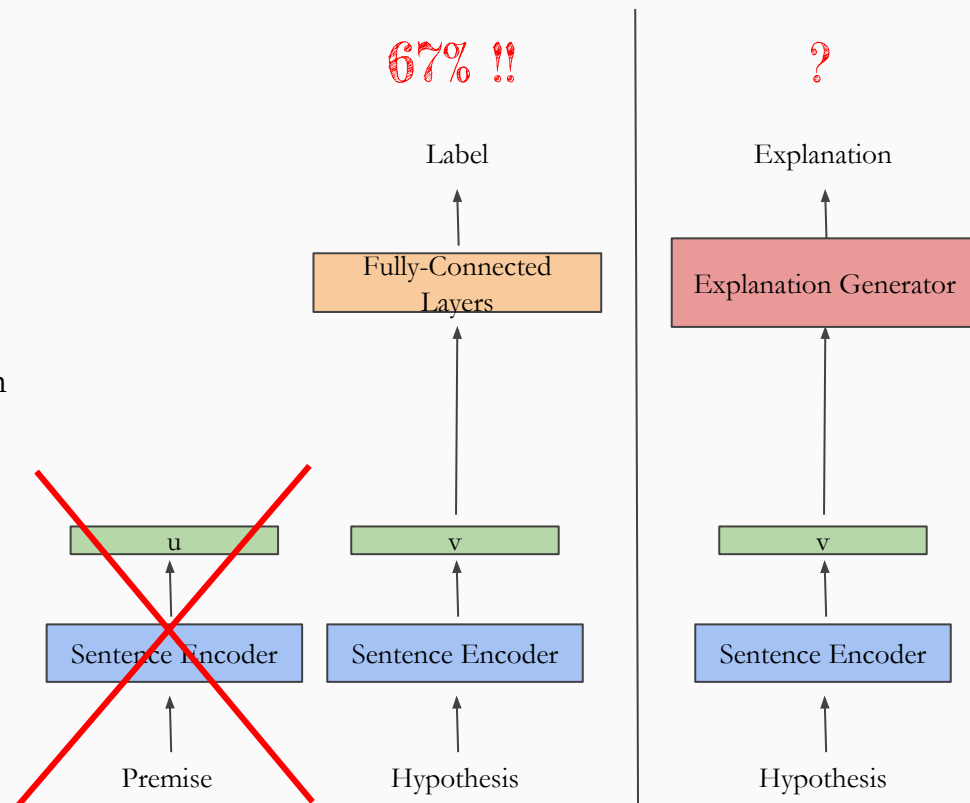 67% !!
?
Label
Explanation
Fully-Connected
Layers
Explanation Generator
n
u
v
v
Sentence Encoder
Sentence Encoder
Sentence Encoder
Premise
Hypothesis
Hypothesis